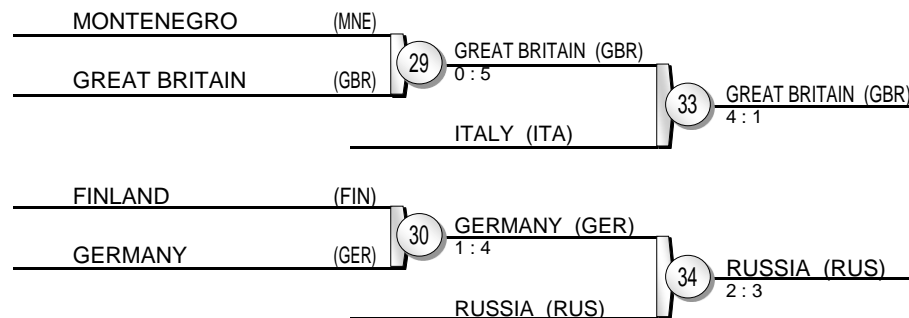 MONTENEGRO (MNE)
29
GREAT BRITAIN (GBR)
0 : 5
GREAT BRITAIN (GBR)
33
GREAT BRITAIN (GBR)
4 : 1
ITALY (ITA)
FINLAND (FIN)
30
GERMANY (GER)
1 : 4
GERMANY (GER)
34
RUSSIA (RUS)
2 : 3
RUSSIA (RUS)